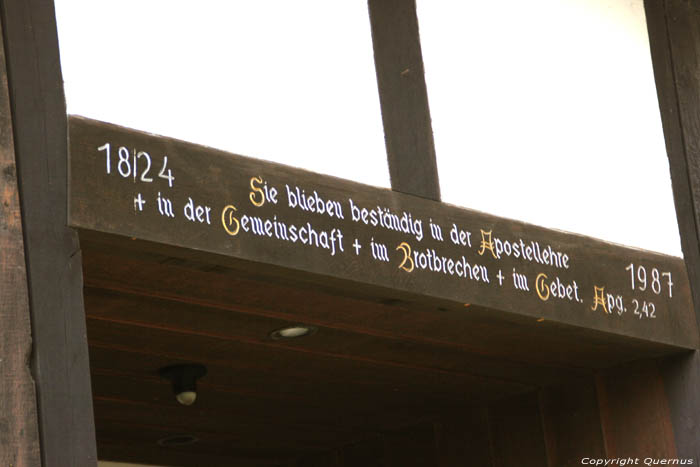 1824
Sie blieben beständig in der Apostellehre
1987
+ in der Gemeinschaft + im Brotbrechen + im Gebet. Apg. 2,42
Copyright Quernus